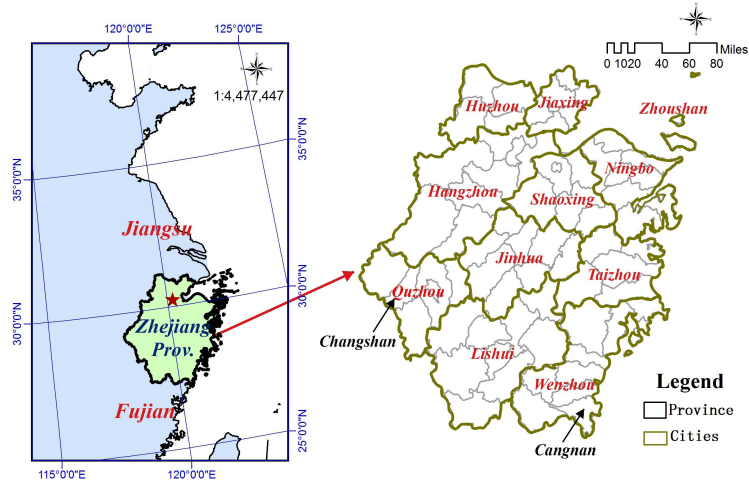 120°0'0"E
125°0'0"E
1:4,477,447
35°0'0"N
35°0'0"N
Jiangsu
30°0'0"N
30°0'0"N
Zhejiang
Prov.
Fujian
25°0'0"N
115°0'0"E
120°0'0"E
Miles
0 1020 40 60 80
Huzhou
Jiaxing
Zhoushan
Hangzhou
Ningbo
Shaoxing
Jinhua
Taizhou
Quzhou
Changshan
Lishui
Wenzhou
Cangnan
Legend
Province
Cities